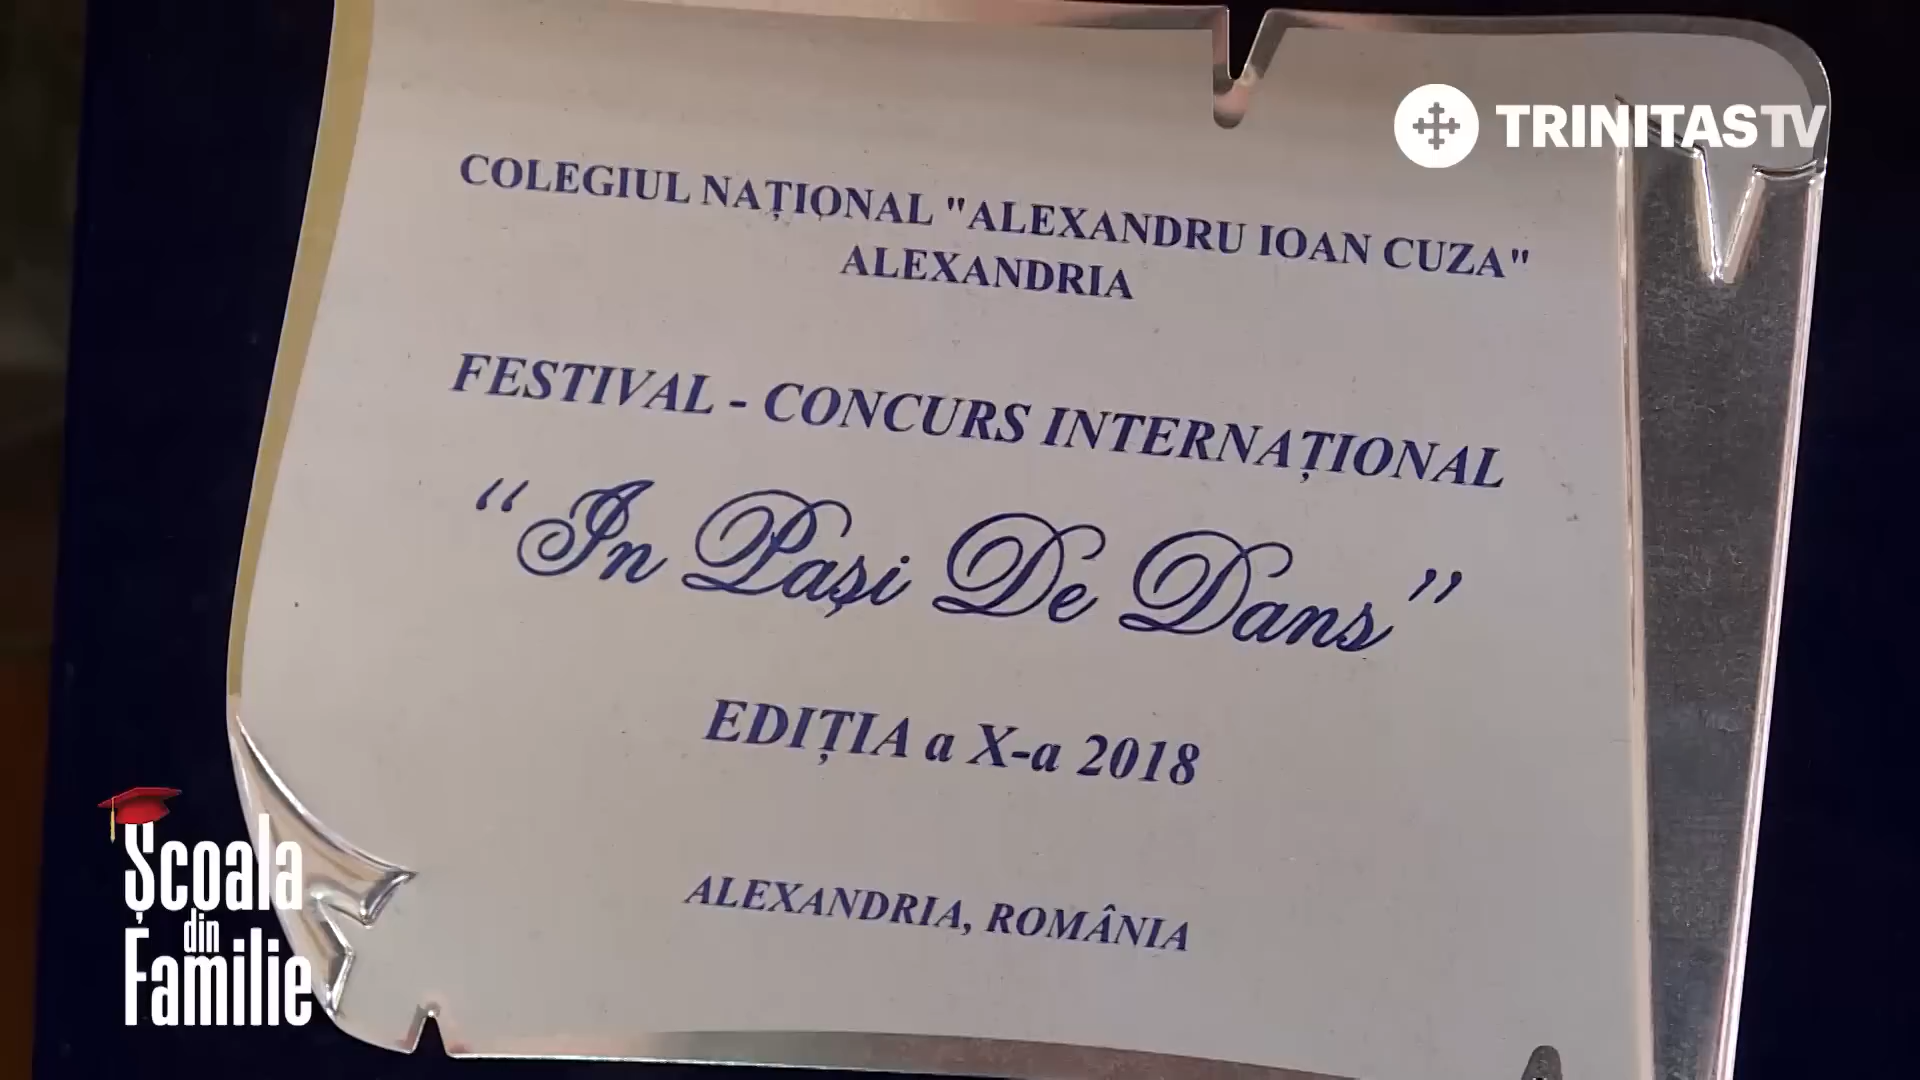 TRINITAS TV
COLEGIUL NAȚIONAL "ALEXANDRU IOAN CUZA"
ALEXANDRIA
FESTIVAL - CONCURS INTERNAȚIONAL
“In Pași De Dans”
EDIȚIA a X-a 2018
ALEXANDRIA, ROMÂNIA
Școala
din
Familie